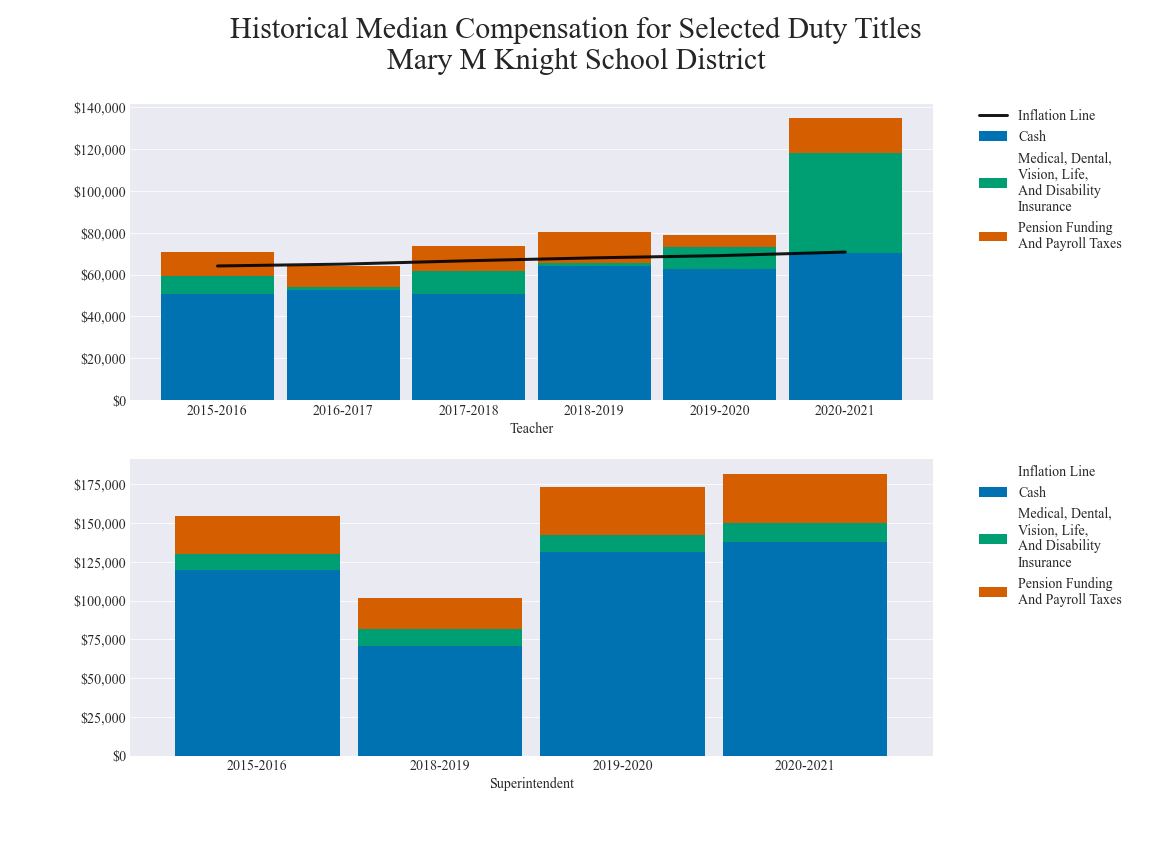 Historical Median Compensation for Selected Duty Titles
Mary M Knight School District
$140,000
$120,000
$100,000
$80,000
$60,000
$40,000
$20,000
$0
2015-2016 2016-2017 2017-2018 2018-2019 2019-2020 2020-2021
Teacher
Inflation Line
Cash
Medical, Dental,
Vision, Life,
And Disability
Insurance
Pension Funding
And Payroll Taxes
$175,000
$150,000
$125,000
$100,000
$75,000
$50,000
$25,000
$0
2015-2016 2018-2019 2019-2020 2020-2021
Superintendent
Inflation Line
Cash
Medical, Dental,
Vision, Life,
And Disability
Insurance
Pension Funding
And Payroll Taxes